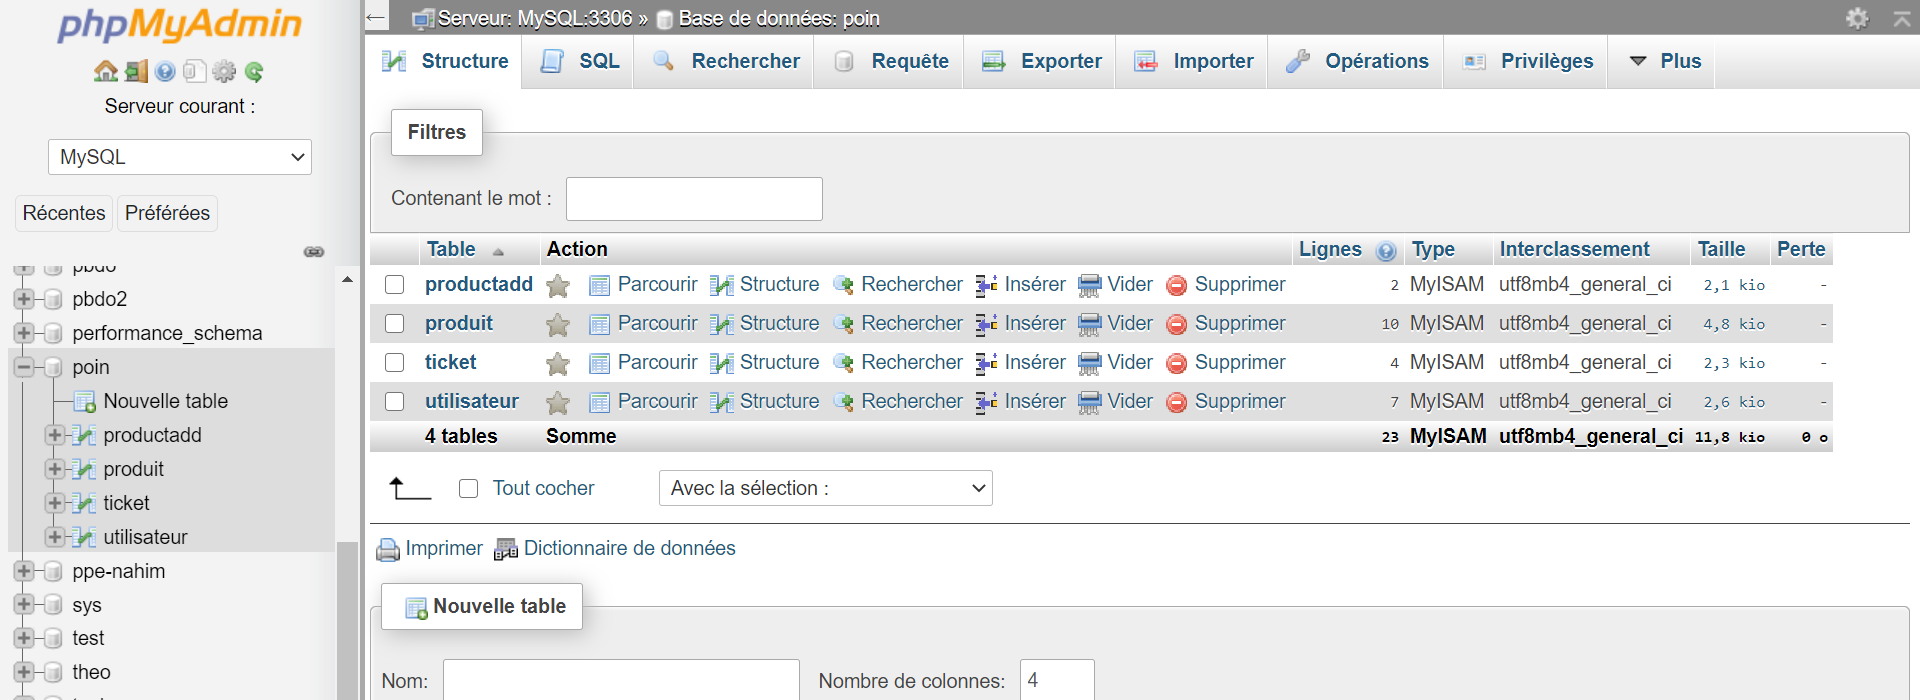 phpMyAdmin
Serveur courant :
MySQL
Récentes Préférées
pbdo
pbdo2
performance_schema
poin
Nouvelle table
productadd
produit
ticket
utilisateur
ppe-nahim
sys
test
theo
Serveur: MySQL:3306 » Base de données: poin
Structure SQL Rechercher Requête Exporter Importer Opérations Privilèges Plus
Filtres
Contenant le mot :
Table Action Lignes Type Interclassement Taille Perte
productadd Parcourir Structure Rechercher Insérer Vider Supprimer 2 MyISAM utf8mb4_general_ci 2,1 kio -
produit Parcourir Structure Rechercher Insérer Vider Supprimer 10 MyISAM utf8mb4_general_ci 4,8 kio -
ticket Parcourir Structure Rechercher Insérer Vider Supprimer 4 MyISAM utf8mb4_general_ci 2,3 kio -
utilisateur Parcourir Structure Rechercher Insérer Vider Supprimer 7 MyISAM utf8mb4_general_ci 2,6 kio -
4 tables Somme 23 MyISAM utf8mb4_general_ci 11,8 kio 0 o
Tout cocher Avec la sélection :
Imprimer Dictionnaire de données
Nouvelle table
Nom: Nombre de colonnes: 4